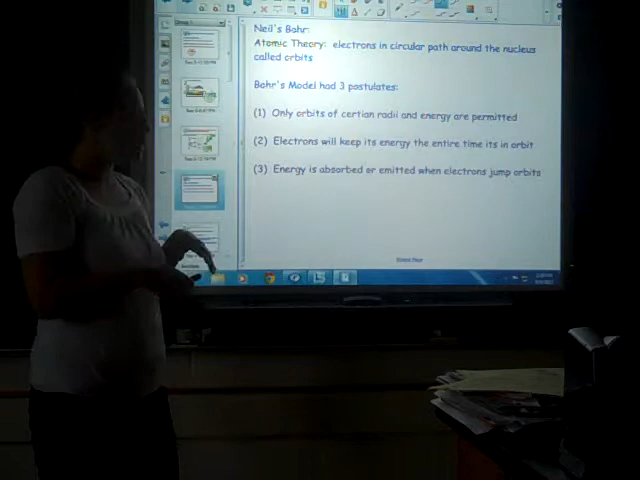 Neil's Bohr:
Atomic Theory: electrons in circular path around the nucleus
called orbits
Bohr's Model had 3 postulates:
(1) Only orbits of certian radii and energy are permitted
(2) Electrons will keep its energy the entire time its in orbit
(3) Energy is absorbed or emitted when electrons jump orbits